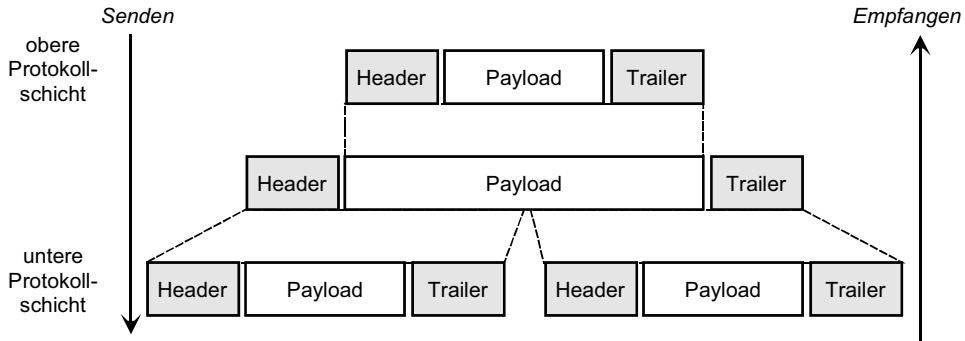 Senden
Empfangen
obere
Protokoll-
schicht
Header Payload Trailer
Header Payload Trailer
untere
Protokoll-
schicht
Header Payload Trailer Header Payload Trailer